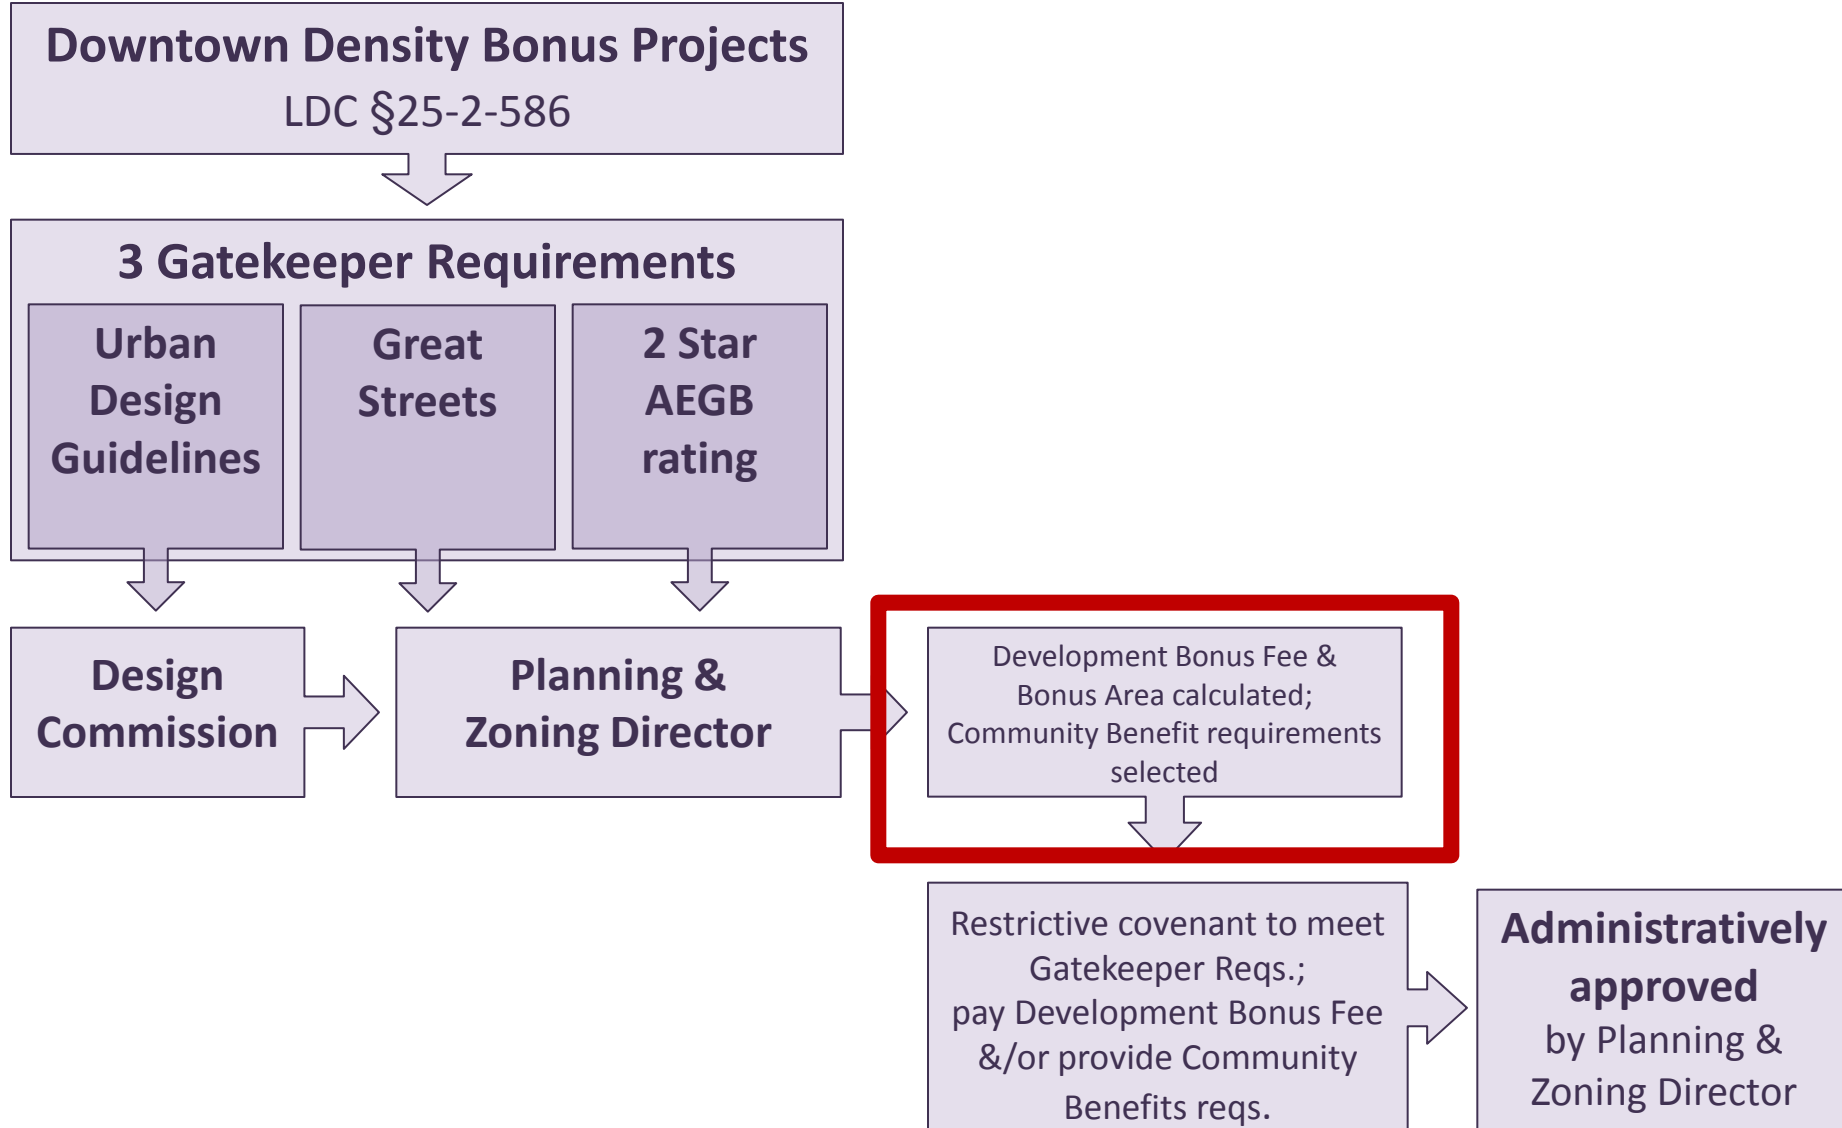 Downtown Density Bonus Projects
LDC §25-2-586
3 Gatekeeper Requirements
Urban
Design
Guidelines
Great
Streets
2 Star
AEGB
rating
Design
Commission
Planning &
Zoning Director
Development Bonus Fee &
Bonus Area calculated;
Community Benefit requirements
selected
Restrictive covenant to meet
Gatekeeper Reqs.;
pay Development Bonus Fee
&/or provide Community
Benefits reqs.
Administratively
approved
by Planning &
Zoning Director